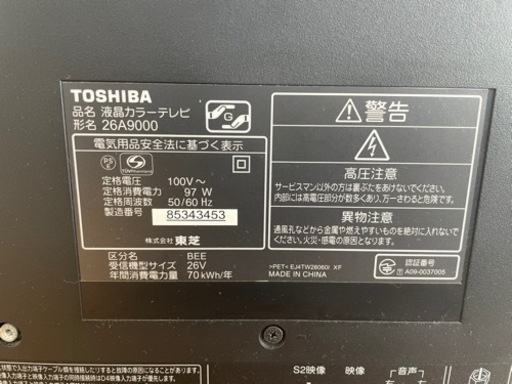 TOSHIBA
品名 液晶カラーテレビ
形名 26A9000
G
電気用品安全法に基づく表示
PS
E
TÜVRheinland
定格電圧 100V～
定格消費電力 97 W
定格周波数 50/60 Hz
製造番号 85343453
株式会社 東芝
区分名 BEE
受信機型サイズ 26V
年間消費電力量 70 kWh/年
警告
高圧注意
サービスマン以外の方は裏ぶたをあけないでください。
内部には高電圧部分が数多くあり、万一さわると危険です。
異物注意
通風孔などから金属や燃えやすいもの等を入れないでください。
火災・感電の原因となります。
>PET< EJ4TW26060I XF
MADE IN CHINA
認証番号
T A09-0037005
S2映像 映像 音声
右 左